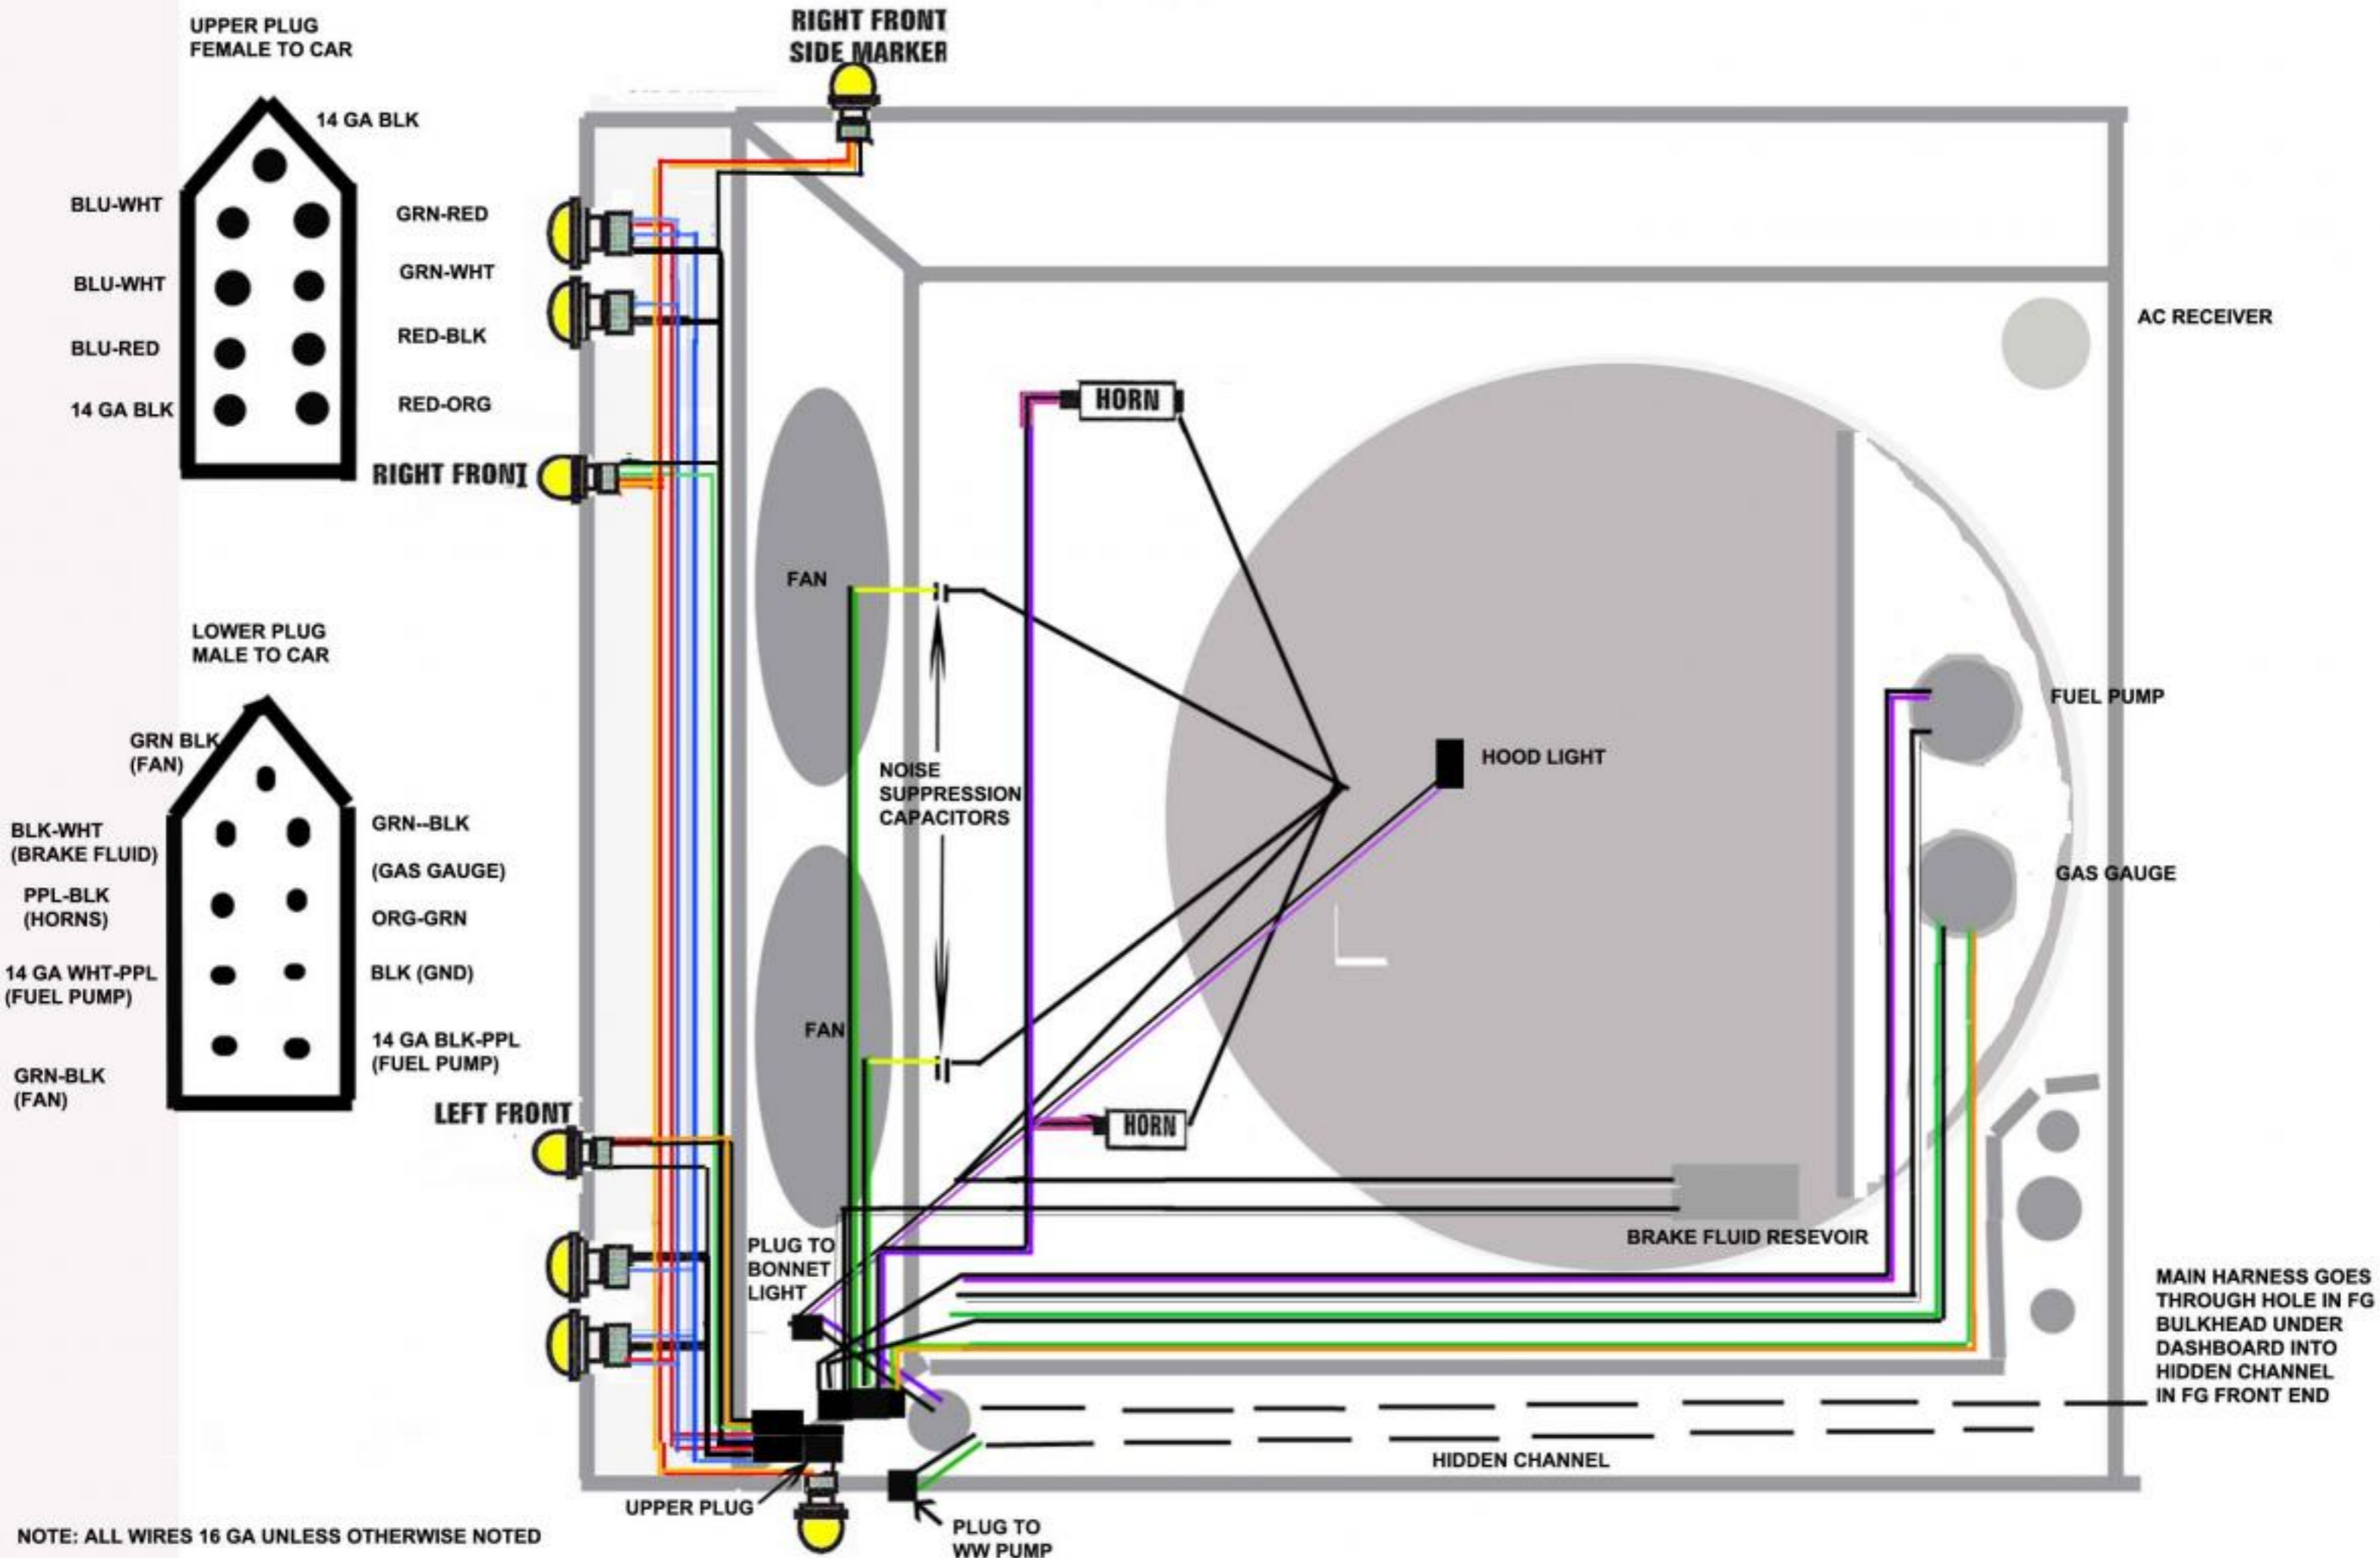 UPPER PLUG
FEMALE TO CAR
14 GA BLK
BLU-WHT
GRN-RED
GRN-WHT
BLU-WHT
RED-BLK
BLU-RED
RED-ORG
14 GA BLK
RIGHT FRONT
SIDE MARKER
RIGHT FRONT
LOWER PLUG
MALE TO CAR
GRN BLK
(FAN)
BLK-WHT
(BRAKE FLUID)
GRN--BLK
(GAS GAUGE)
PPL-BLK
(HORNS)
ORG-GRN
14 GA WHT-PPL
(FUEL PUMP)
BLK (GND)
14 GA BLK-PPL
(FUEL PUMP)
GRN-BLK
(FAN)
LEFT FRONT
HORN
FAN
NOISE
SUPPRESSION
CAPACITORS
FAN
HORN
HOOD LIGHT
AC RECEIVER
FUEL PUMP
GAS GAUGE
BRAKE FLUID RESEVOIR
PLUG TO
BONNET
LIGHT
MAIN HARNESS GOES
THROUGH HOLE IN FG
BULKHEAD UNDER
DASHBOARD INTO
HIDDEN CHANNEL
IN FG FRONT END
HIDDEN CHANNEL
UPPER PLUG
PLUG TO
WW PUMP
NOTE: ALL WIRES 16 GA UNLESS OTHERWISE NOTED